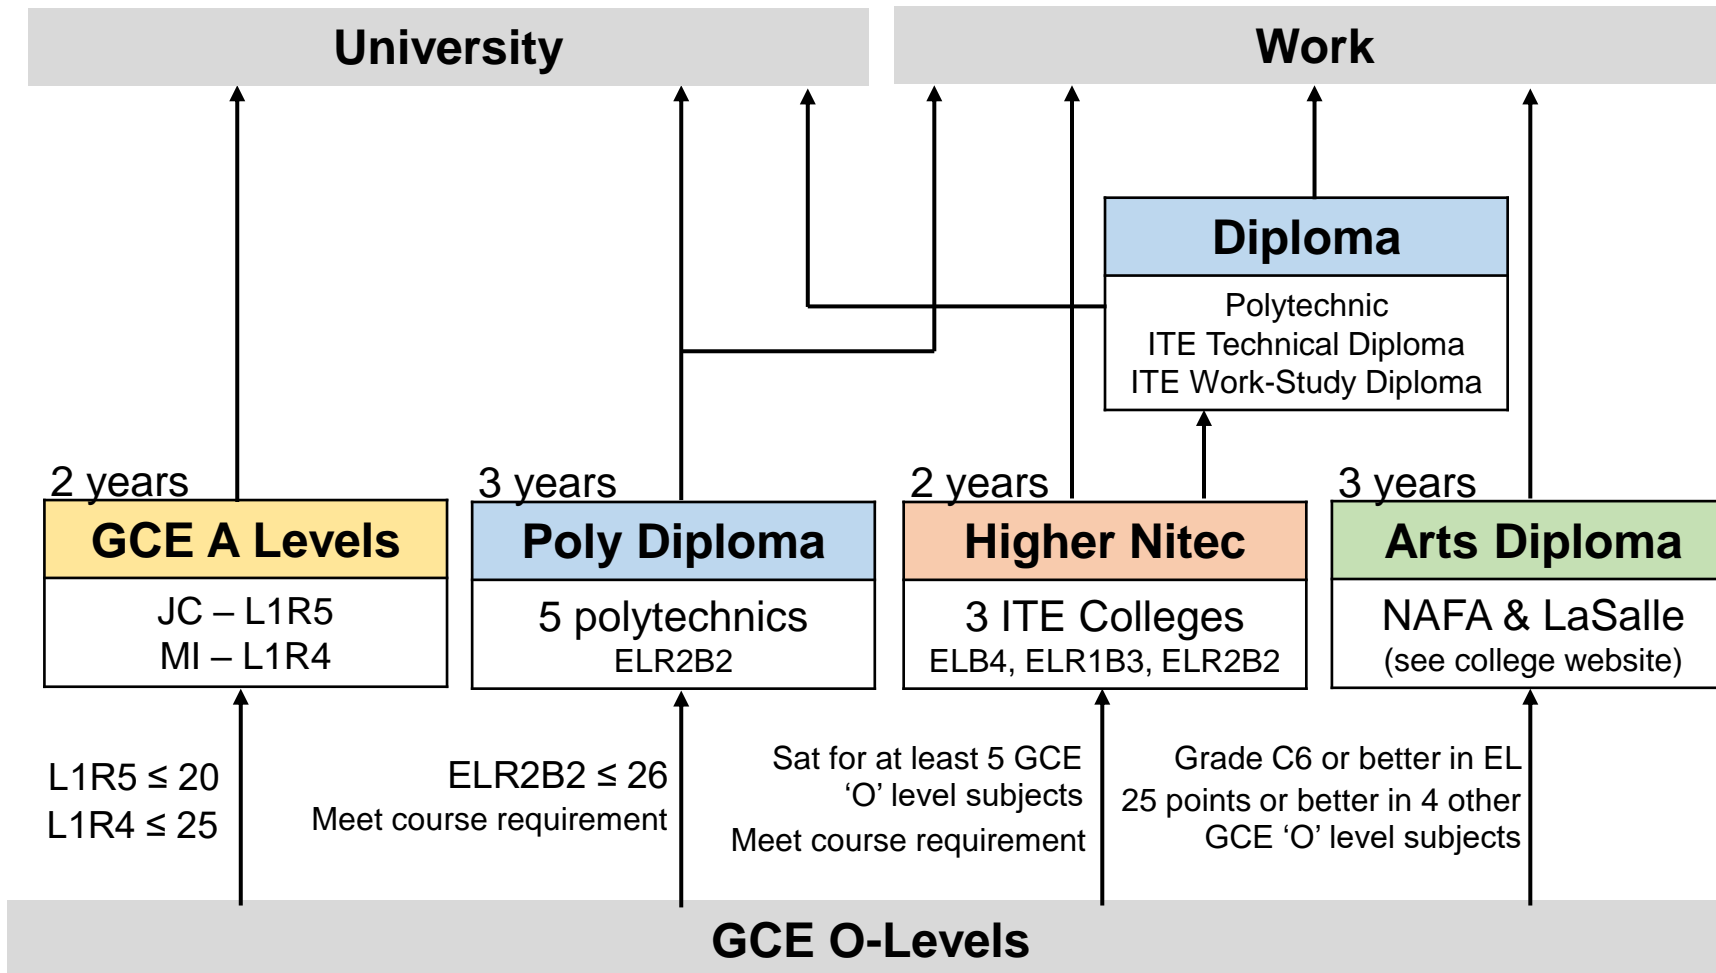 University
Work
Diploma
Polytechnic
ITE Technical Diploma
ITE Work-Study Diploma
2 years
GCE A Levels
JC – L1R5
MI – L1R4
3 years
Poly Diploma
5 polytechnics
ELR2B2
2 years
Higher Nitec
3 ITE Colleges
ELB4, ELR1B3, ELR2B2
3 years
Arts Diploma
NAFA & LaSalle
(see college website)
L1R5 ≤ 20
L1R4 ≤ 25
ELR2B2 ≤ 26
Meet course requirement
Sat for at least 5 GCE
‘O’ level subjects
Meet course requirement
Grade C6 or better in EL
25 points or better in 4 other
GCE ‘O’ level subjects
GCE O-Levels